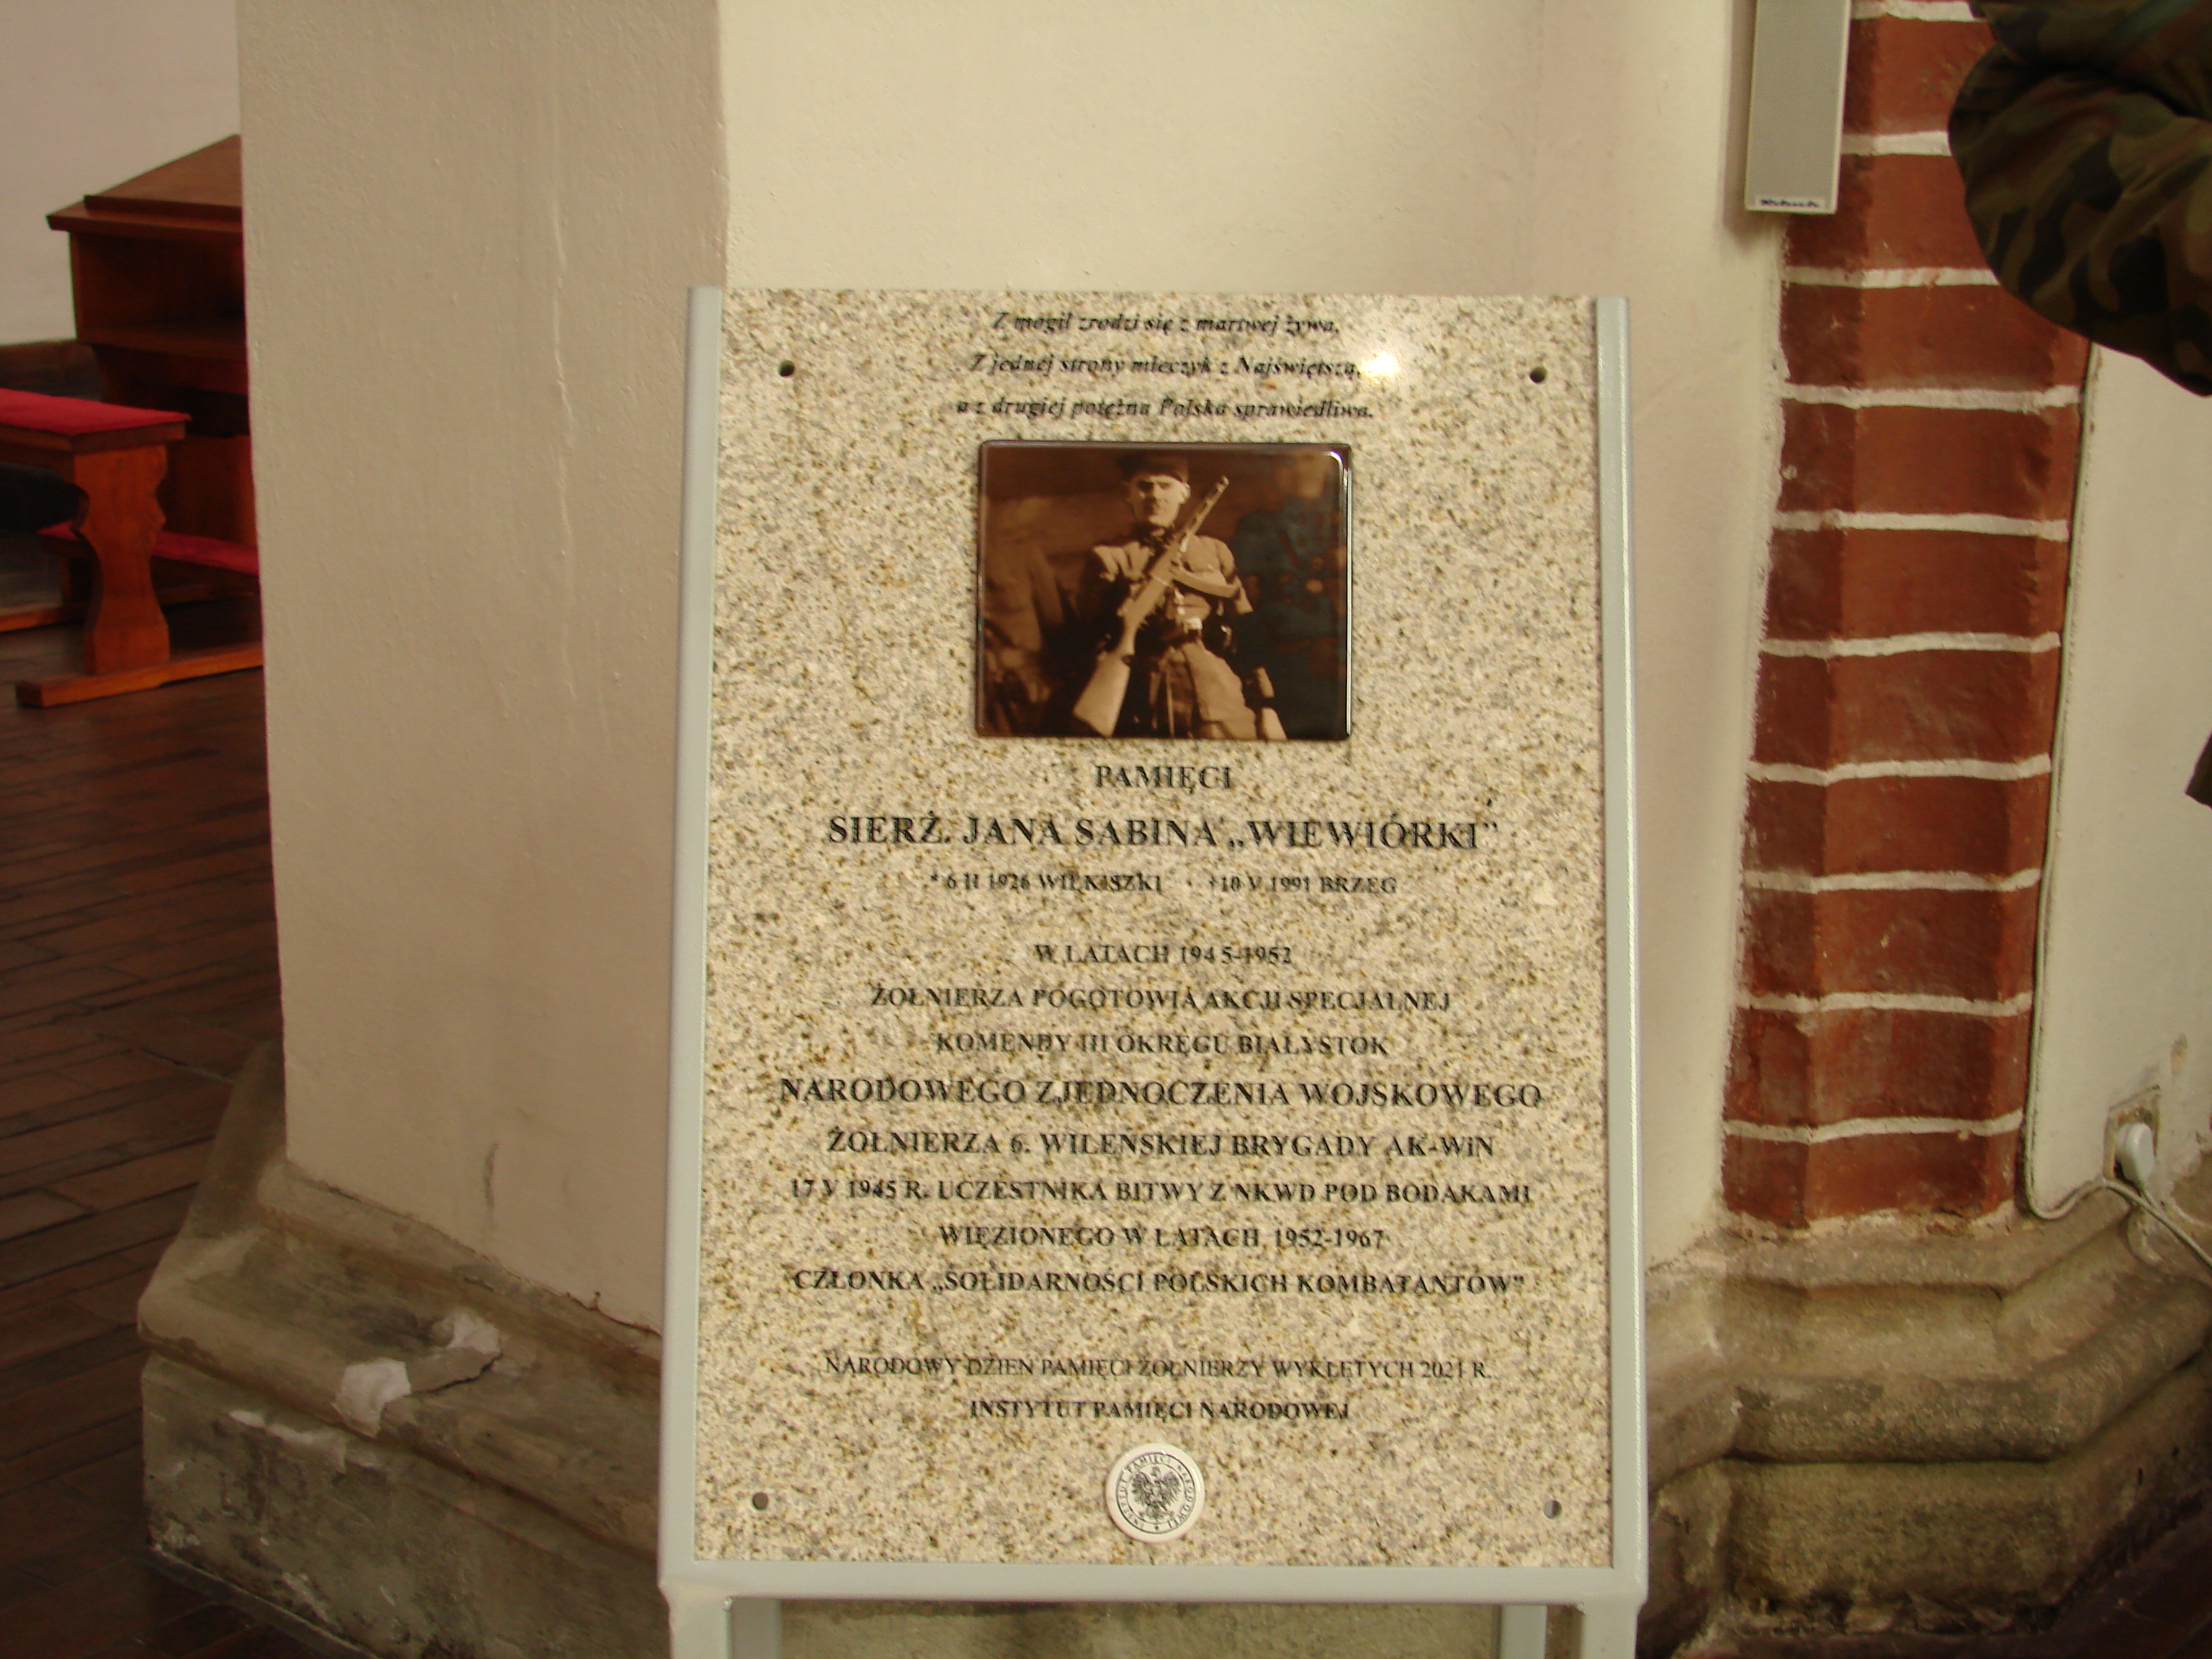 Z mogił zrodzi się z martwej żywa,
Z jednej strony mieczyk z Najświętszą,
a z drugiej potężna Polska sprawiedliwa.
PAMIĘCI
SIERŻ. JANA SABINA „WIEWIÓRKI”
* 6 II 1926 WILKISZKI · +10 V 1991 BRZEG
W LATACH 1945-1952
ŻOŁNIERZA POGOTOWIA AKCJI SPECJALNEJ
KOMENDY III OKRĘGU BIAŁYSTOK
NARODOWEGO ZJEDNOCZENIA WOJSKOWEGO
ŻOŁNIERZA 6. WILEŃSKIEJ BRYGADY AK-WiN
17 V 1945 R. UCZESTNIKA BITWY Z NKWD POD BODAKAMI
WIĘZIONEGO W LATACH 1952-1967
CZŁONKA „SOLIDARNOŚCI POLSKICH KOMBATANTÓW”
NARODOWY DZIEŃ PAMIĘCI ŻOŁNIERZY WYKLĘTYCH 2021 R.
INSTYTUT PAMIĘCI NARODOWEJ
INSTYTUT PAMIĘCI NARODOWEJ